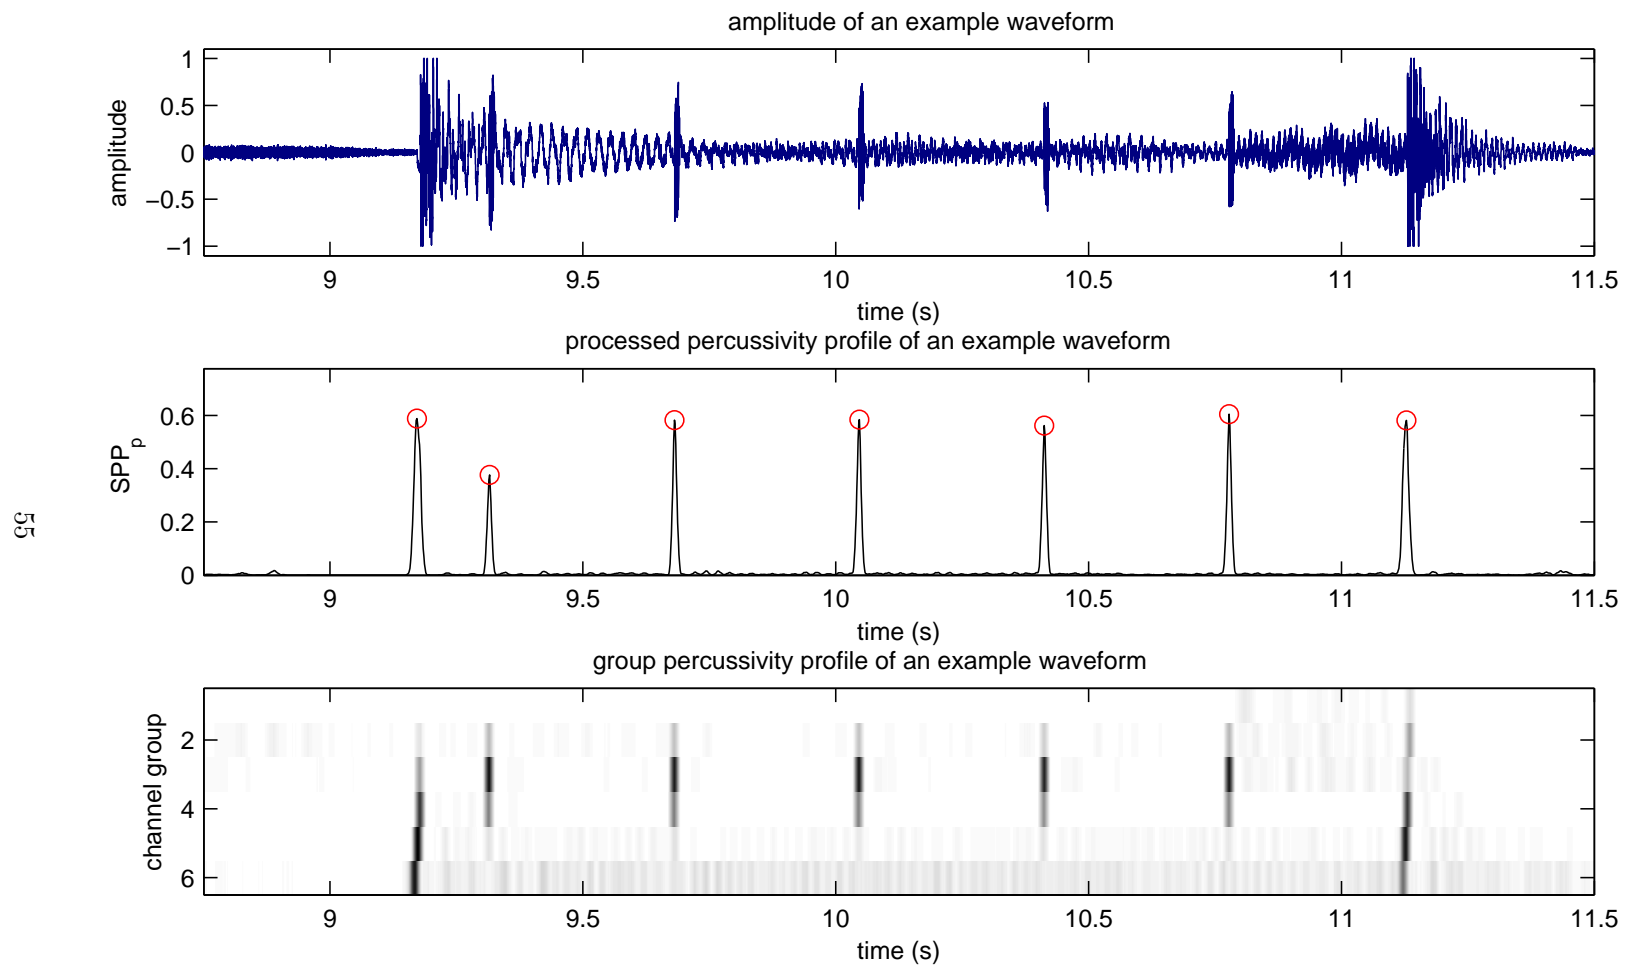 amplitude of an example waveform
amplitude
1
0.5
0
−0.5
−1
9 9.5 10 10.5 11 11.5
time (s)
processed percussivity profile of an example waveform
SPP_p
0.6
0.4
0.2
0
9 9.5 10 10.5 11 11.5
time (s)
group percussivity profile of an example waveform
channel group
2
4
6
9 9.5 10 10.5 11 11.5
time (s)
55